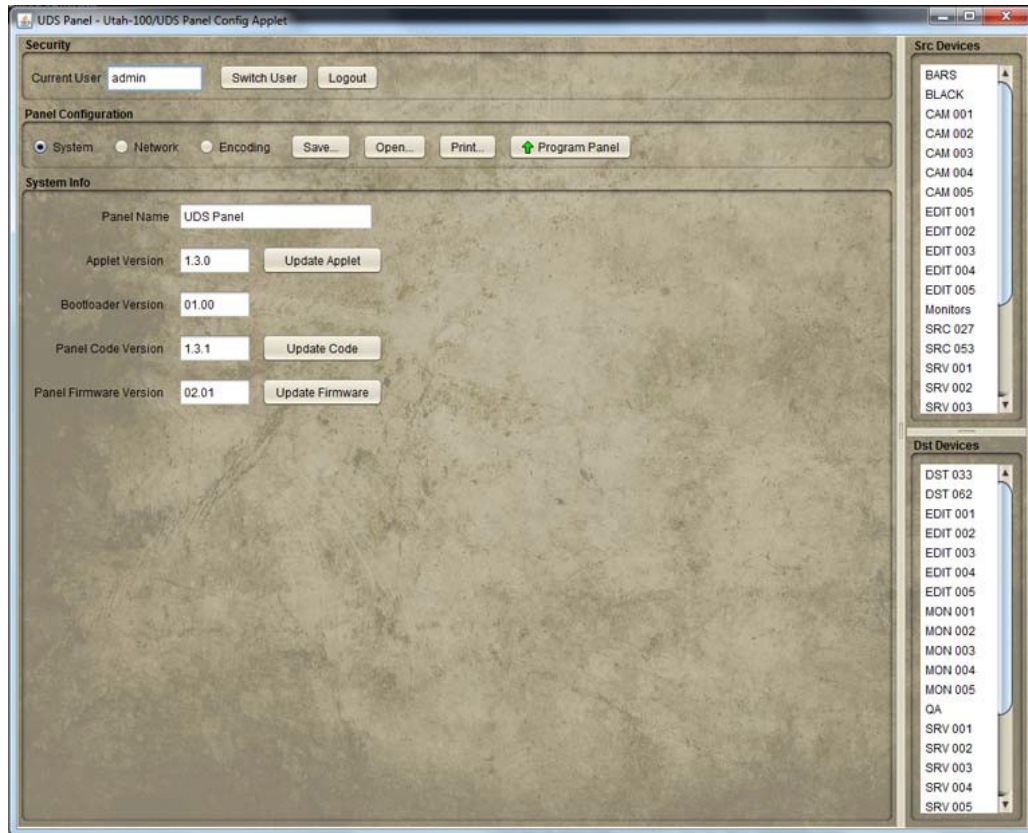 UDS Panel - Utah-100/UDS Panel Config Applet
Security
Current User admin Switch User Logout
Panel Configuration
System Network Encoding Save... Open... Print... Program Panel
System Info
Panel Name UDS Panel
Applet Version 1.3.0 Update Applet
Bootloader Version 01.00
Panel Code Version 1.3.1 Update Code
Panel Firmware Version 02.01 Update Firmware
Src Devices
BARS
BLACK
CAM 001
CAM 002
CAM 003
CAM 004
CAM 005
EDIT 001
EDIT 002
EDIT 003
EDIT 004
EDIT 005
Monitors
SRC 027
SRC 053
SRV 001
SRV 002
SRV 003
Dst Devices
DST 033
DST 062
EDIT 001
EDIT 002
EDIT 003
EDIT 004
EDIT 005
MON 001
MON 002
MON 003
MON 004
MON 005
QA
SRV 001
SRV 002
SRV 003
SRV 004
SRV 005